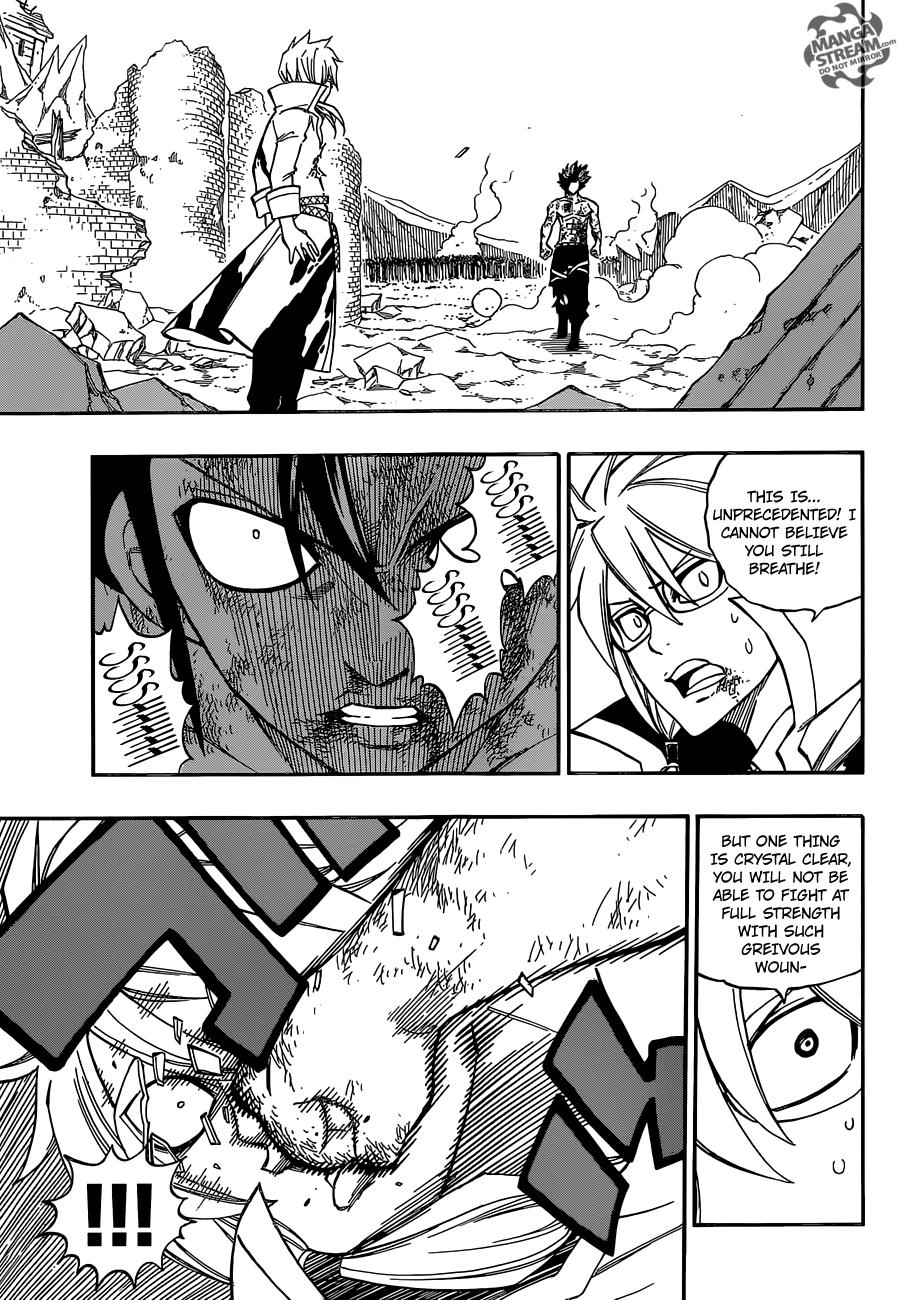 MANGA
STREAM.com
DO NOT MIRROR
THIS IS...
UNPRECEDENTED! I
CANNOT BELIEVE
YOU STILL
BREATHE!
BUT ONE THING
IS CRYSTAL CLEAR,
YOU WILL NOT BE
ABLE TO FIGHT AT
FULL STRENGTH
WITH SUCH
GREIVOUS
WOUN-
!!!